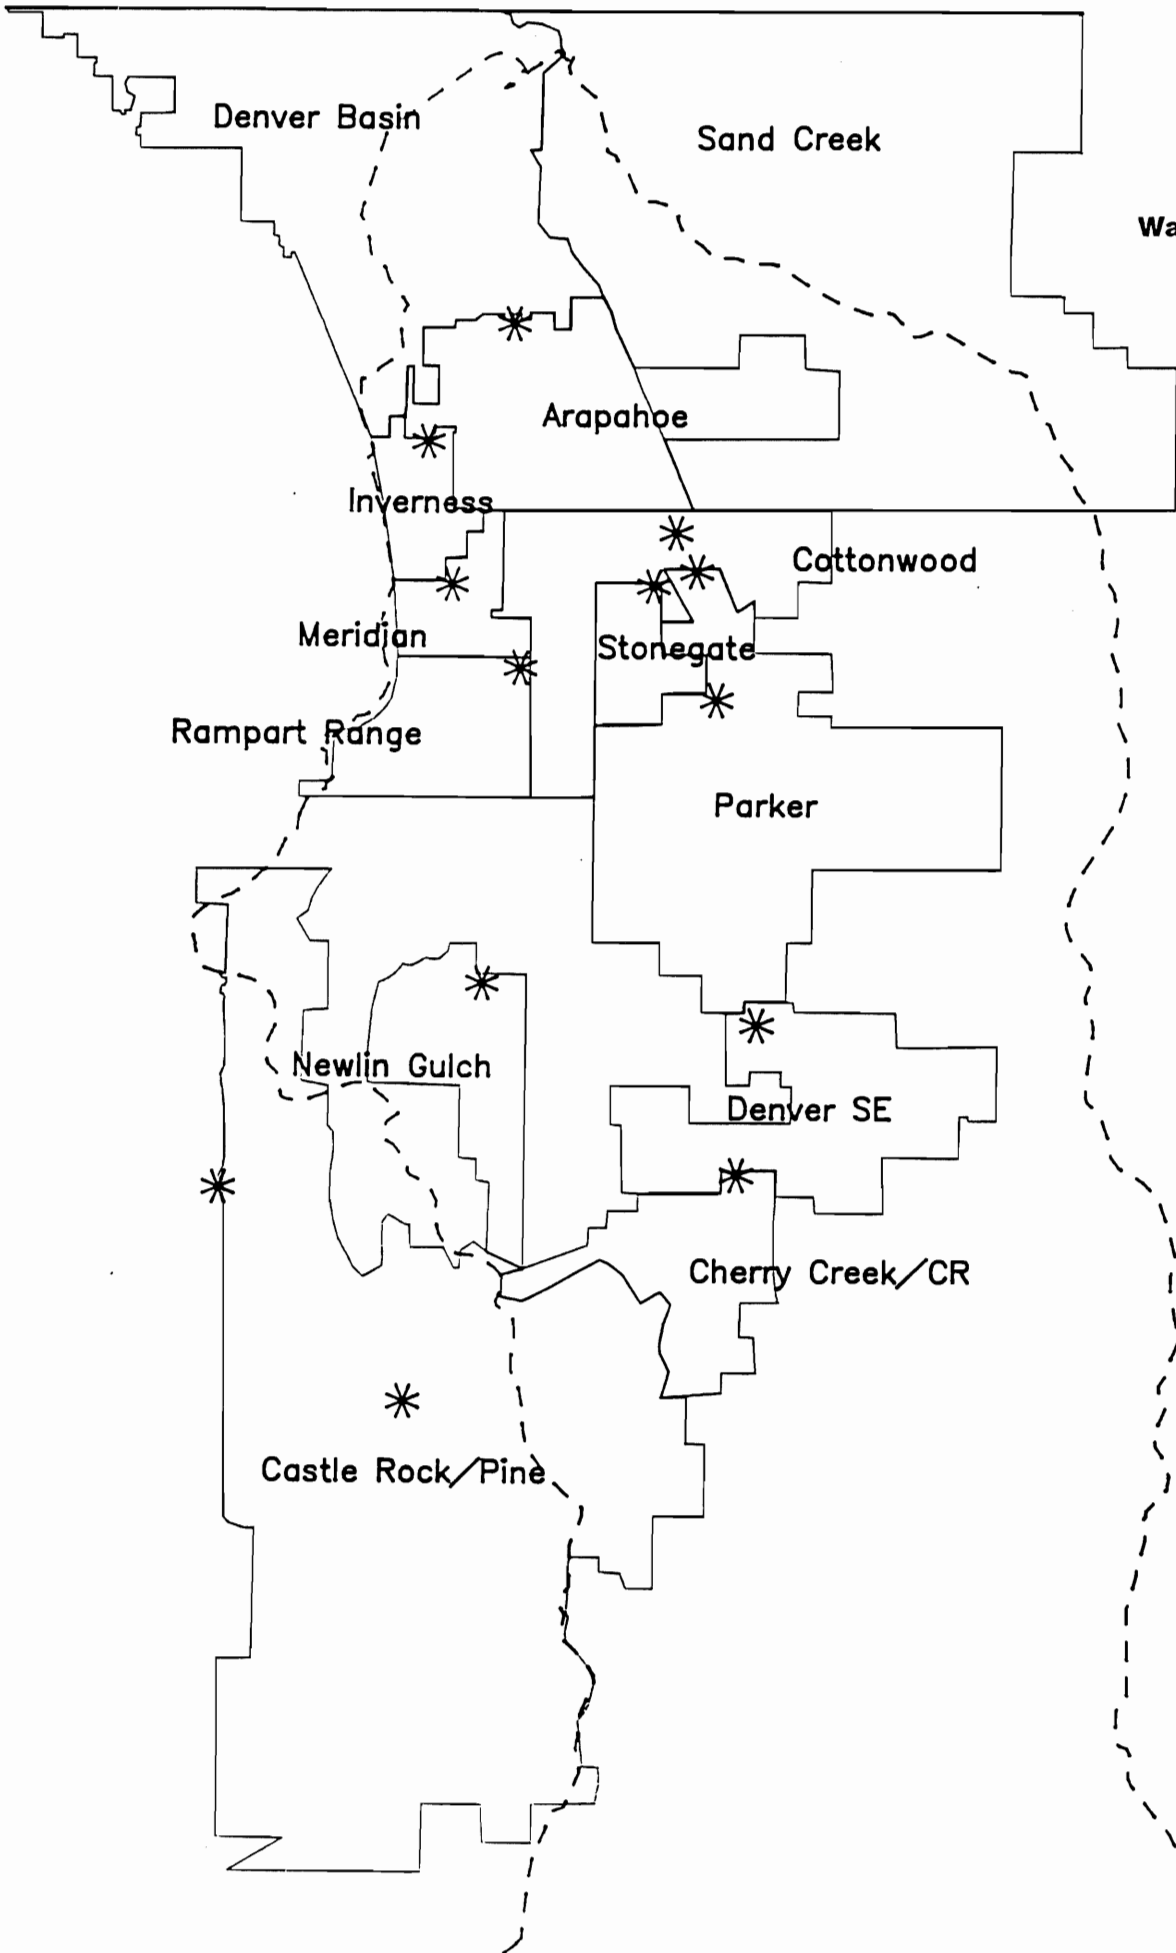 Denver Basin
Sand Creek
Wa
Arapahoe
Inverness
Cottonwood
Meridian
Stonegate
Rampart Range
Parker
Newlin Gulch
Denver SE
Cherry Creek/CR
Castle Rock/Pine